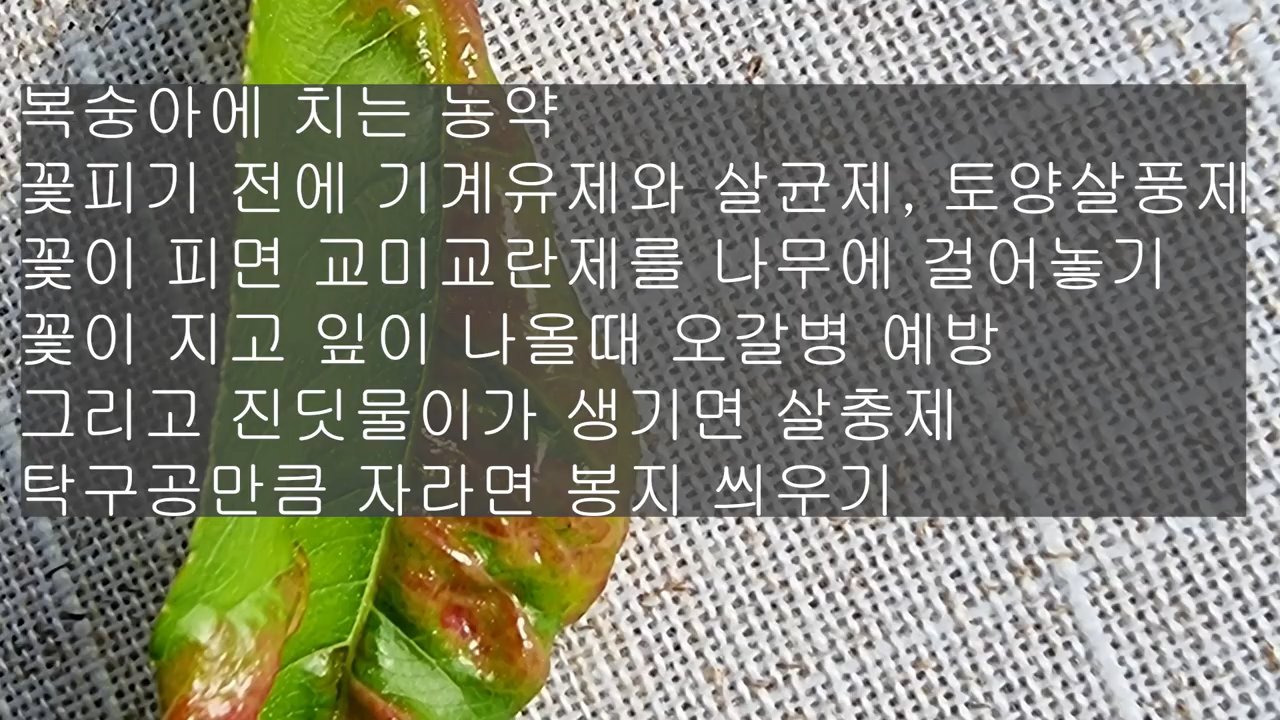 복숭아에 치는 농약
꽃피기 전에 기계유제와 살균제, 토양살풍제
꽃이 피면 교미교란제를 나무에 걸어놓기
꽃이 지고 잎이 나올때 오갈병 예방
그리고 진딧물이가 생기면 살충제
탁구공만큼 자라면 봉지 씌우기